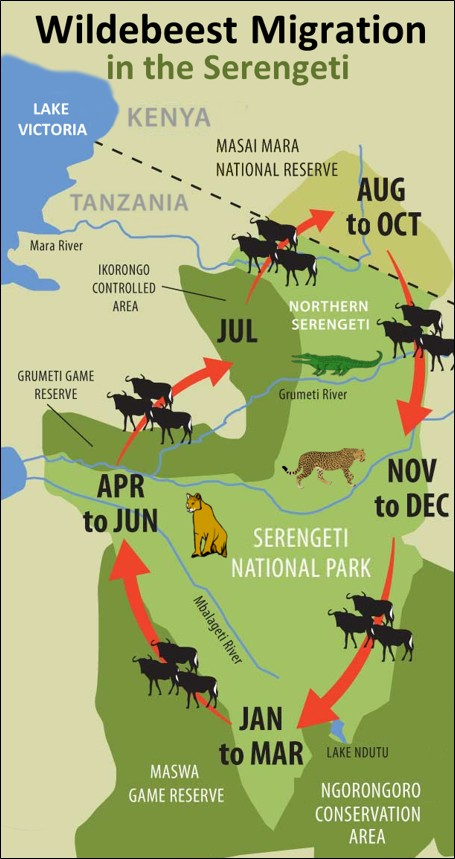 Wildebeest Migration
in the Serengeti
LAKE
VICTORIA
KENYA
MASAI MARA
NATIONAL RESERVE
TANZANIA
AUG
to OCT
Mara River
IKORONGO
CONTROLLED
AREA
NORTHERN
SERENGETI
JUL
GRUMETI GAME
RESERVE
Grumeti River
APR
to JUN
NOV
to DEC
SERENGETI
NATIONAL PARK
Mbalageti River
JAN
to MAR
LAKE NDUTU
MASWA
GAME RESERVE
NGORONGORO
CONSERVATION
AREA